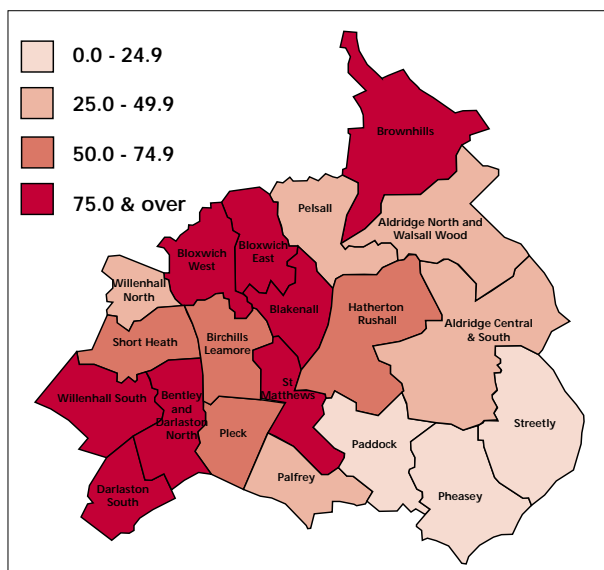 0.0 - 24.9
25.0 - 49.9
50.0 - 74.9
75.0 & over
Brownhills
Pelsall
Aldridge North and
Walsall Wood
Bloxwich
West
Bloxwich
East
Willenhall
North
Blakenall
Hatherton
Rushall
Aldridge Central
& South
Short Heath
Birchills
Leamore
Willenhall South
Bentley
and
Darlaston
North
St
Matthews
Streetly
Pleck
Paddock
Palfrey
Darlaston
South
Pheasey